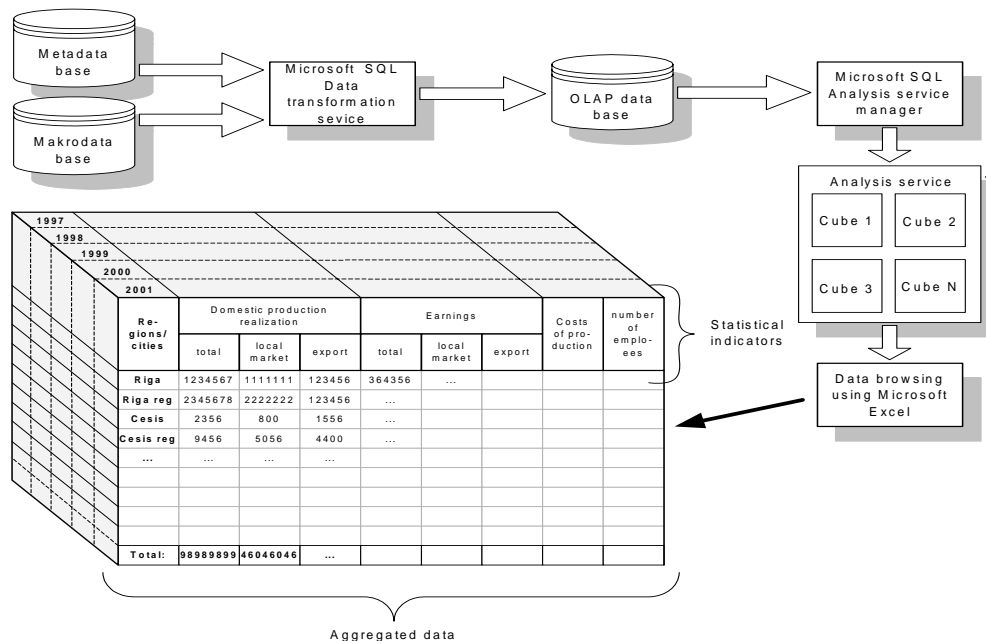 Metadata
base
Makrodata
base
Microsoft SQL
Data
transformation
sevice
OLAP data
base
Microsoft SQL
Analysis service
manager
Analysis service
Cube 1
Cube 2
Cube 3
Cube N
Data browsing
using Microsoft
Excel
Statistical
indicators
1997
1998
1999
2000
2001
Re-
gions/
cities
Domestic production
realization
Earnings
Costs
of pro-
duction
number
of
emplo-
ees
total
local
market
export
total
local
market
export
Riga 1234567 1111111 123456 364356 ...
Riga reg 2345678 2222222 123456 ...
Cesis 2356 800 1556 ...
Cesis reg 9456 5056 4400 ...
... ... ... ...
Total: 98989899 46046046 ...
Aggregated data